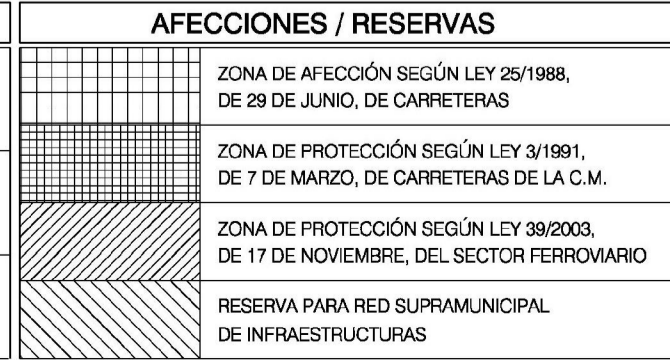 AFECCIONES / RESERVAS
ZONA DE AFECCIÓN SEGÚN LEY 25/1988,
DE 29 DE JUNIO, DE CARRETERAS
ZONA DE PROTECCIÓN SEGÚN LEY 3/1991,
DE 7 DE MARZO, DE CARRETERAS DE LA C.M.
ZONA DE PROTECCIÓN SEGÚN LEY 39/2003,
DE 17 DE NOVIEMBRE, DEL SECTOR FERROVIARIO
RESERVA PARA RED SUPRAMUNICIPAL
DE INFRAESTRUCTURAS